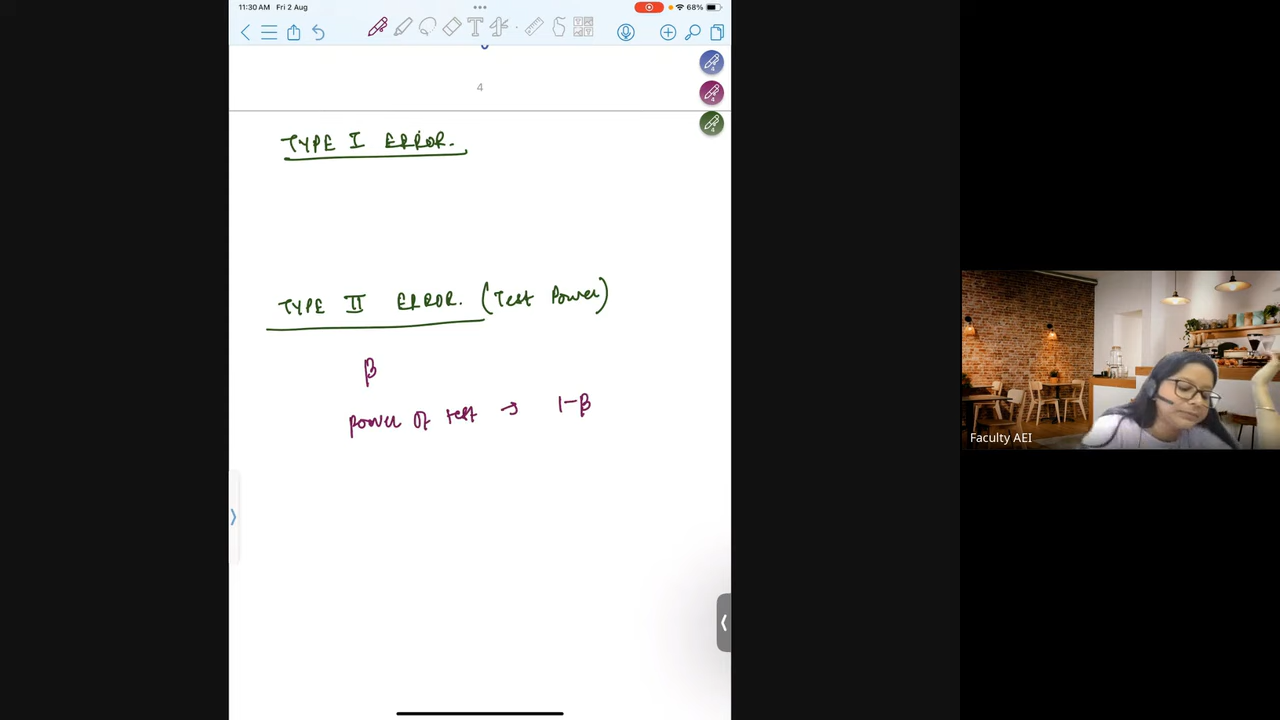 11:30 AM Fri 2 Aug
68%
4
TYPE I ERROR.
TYPE II ERROR. (Test Power)
β
power of test → 1-β
Faculty AEI